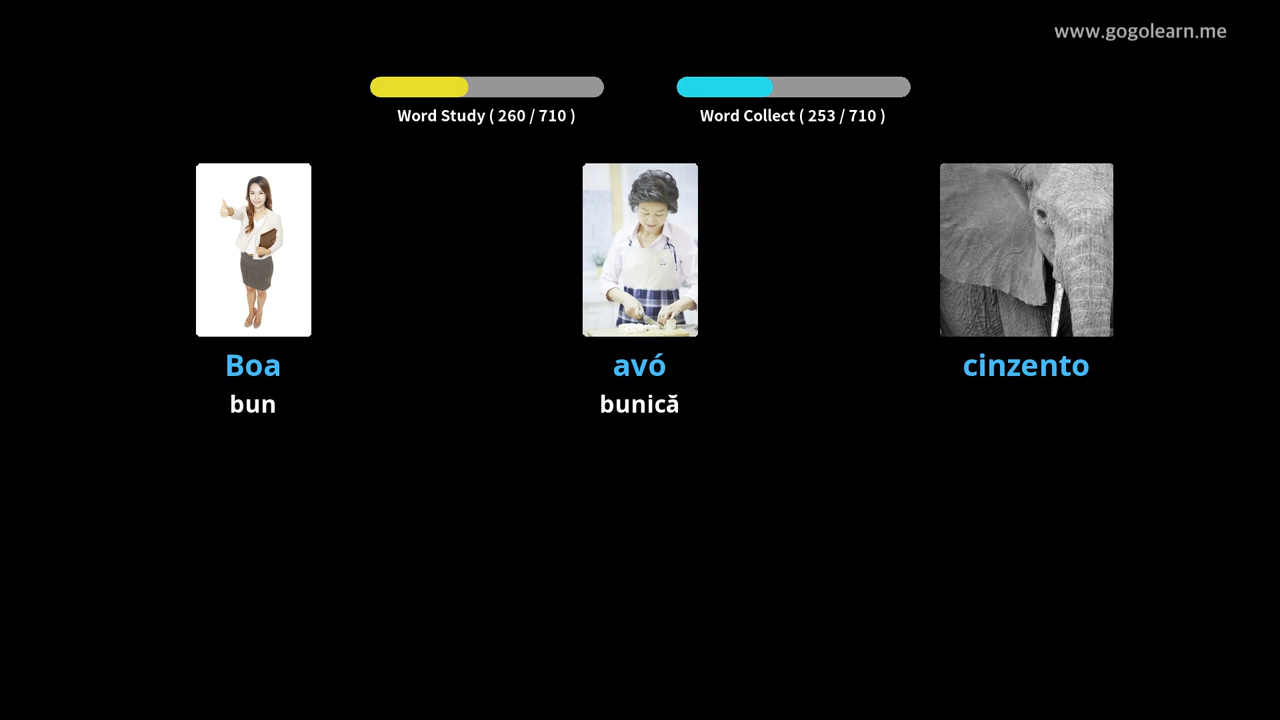 www.gogolearn.me
Word Study ( 260 / 710 )
Word Collect ( 253 / 710 )
Boa
avó
cinzento
bun
bunică